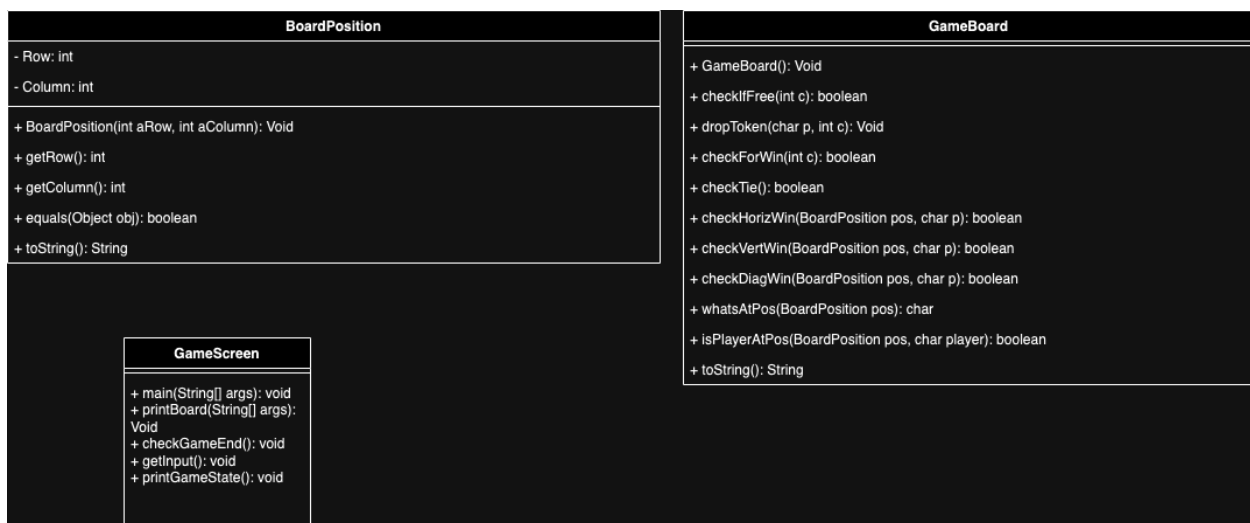 BoardPosition
- Row: int
- Column: int
+ BoardPosition(int aRow, int aColumn): Void
+ getRow(): int
+ getColumn(): int
+ equals(Object obj): boolean
+ toString(): String
GameBoard
+ GameBoard(): Void
+ checkIfFree(int c): boolean
+ dropToken(char p, int c): Void
+ checkForWin(int c): boolean
+ checkTie(): boolean
+ checkHorizWin(BoardPosition pos, char p): boolean
+ checkVertWin(BoardPosition pos, char p): boolean
+ checkDiagWin(BoardPosition pos, char p): boolean
+ whatsAtPos(BoardPosition pos): char
+ isPlayerAtPos(BoardPosition pos, char player): boolean
+ toString(): String
GameScreen
+ main(String[] args): void
+ printBoard(String[] args):
Void
+ checkGameEnd(): void
+ getInput(): void
+ printGameState(): void